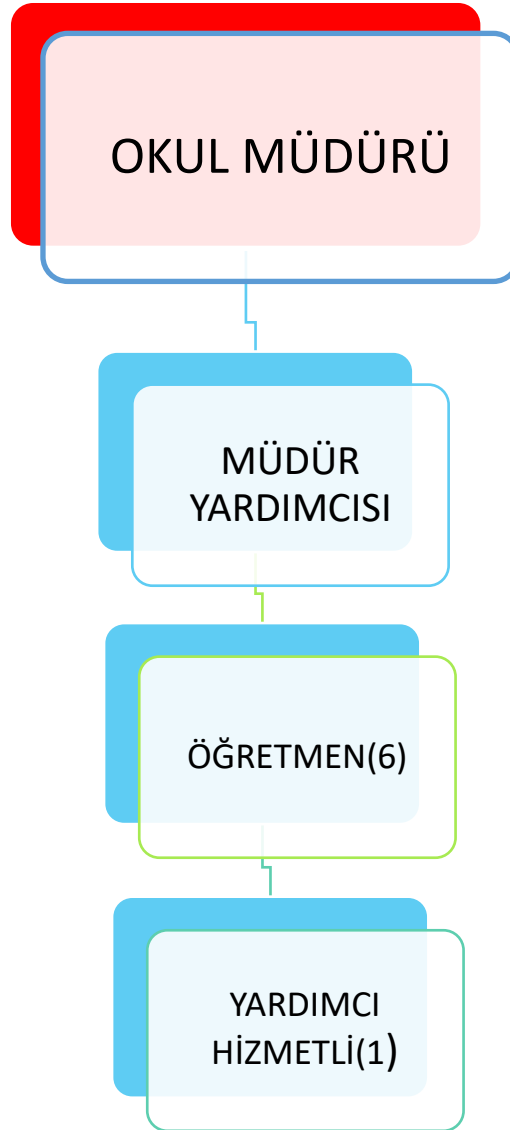 OKUL MÜDÜRÜ
MÜDÜR
YARDIMCISI
ÖĞRETMEN(6)
YARDIMCI
HİZMETLİ(1)